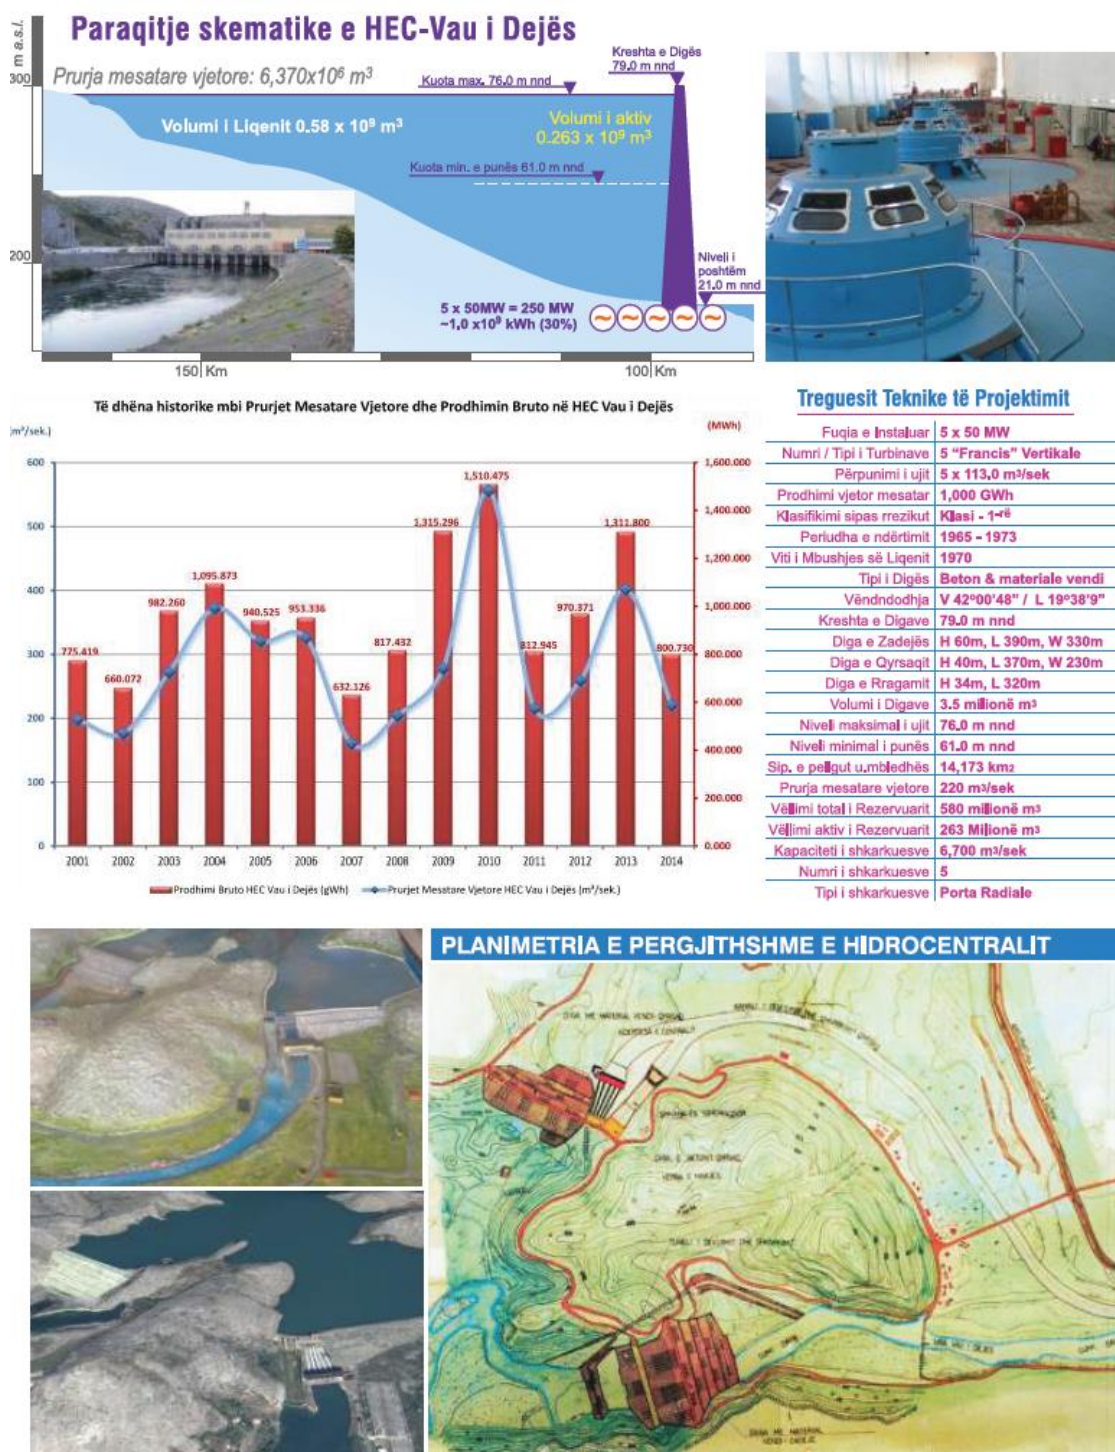 Paraqitje skematike e HEC-Vau i Dejës
m a.s.l.
300
200
Prurja mesatare vjetore: 6,370x10⁶ m³
Kreshta e Digës
79.0 m nnd
Kuota max. 76.0 m nnd
Volumi i Liqenit 0.58 x 10⁹ m³
Volumi i aktiv
0.263 x 10⁹ m³
Kuota min. e punës 61.0 m nnd
Niveli i
poshtëm
21.0 m nnd
5 x 50MW = 250 MW
~1.0 x10⁹ kWh (30%)
150 Km
100 Km
Të dhëna historike mbi Prurjet Mesatare Vjetore dhe Prodhimin Bruto në HEC Vau i Dejës
(m³/sek.)
(MWh)
600
500
400
300
200
100
0
1,600.000
1,400.000
1,200.000
1,000.000
800.000
600.000
400.000
200.000
0.000
775.419
660.072
982.260
1,095.873
940.525
953.336
632.126
817.432
1,315.296
1,510.475
812.945
970.371
1,311.800
800.730
2001 2002 2003 2004 2005 2006 2007 2008 2009 2010 2011 2012 2013 2014
Prodhimi Bruto HEC Vau i Dejës (gWh) Prurjet Mesatare Vjetore HEC Vau i Dejës (m³/sek.)
Treguesit Teknike të Projektimit
Fuqia e Instaluar 5 x 50 MW
Numri / Tipi i Turbinave 5 "Francis" Vertikale
Përpunimi i ujit 5 x 113,0 m³/sek
Prodhimi vjetor mesatar 1,000 GWh
Klasifikimi sipas rrezikut Klasi - 1-rë
Periudha e ndërtimit 1965 - 1973
Viti i Mbushjes së Liqenit 1970
Tipi i Digës Beton & materiale vendi
Vëndndodhja V 42º00'48" / L 19º38'9"
Kreshta e Digave 79.0 m nnd
Diga e Zadejës H 60m, L 390m, W 330m
Diga e Qyrsaqit H 40m, L 370m, W 230m
Diga e Rragamit H 34m, L 320m
Volumi i Digave 3.5 milionë m³
Niveli maksimal i ujit 76.0 m nnd
Niveli minimal i punës 61.0 m nnd
Sip. e pellgut u.mbledhës 14,173 km2
Prurja mesatare vjetore 220 m³/sek
Vëllimi total i Rezervuarit 580 milionë m³
Vëllimi aktiv i Rezervuarit 263 Milionë m³
Kapaciteti i shkarkuesve 6,700 m³/sek
Numri i shkarkuesve 5
Tipi i shkarkuesve Porta Radiale
PLANIMETRIA E PERGJITHSHME E HIDROCENTRALIT